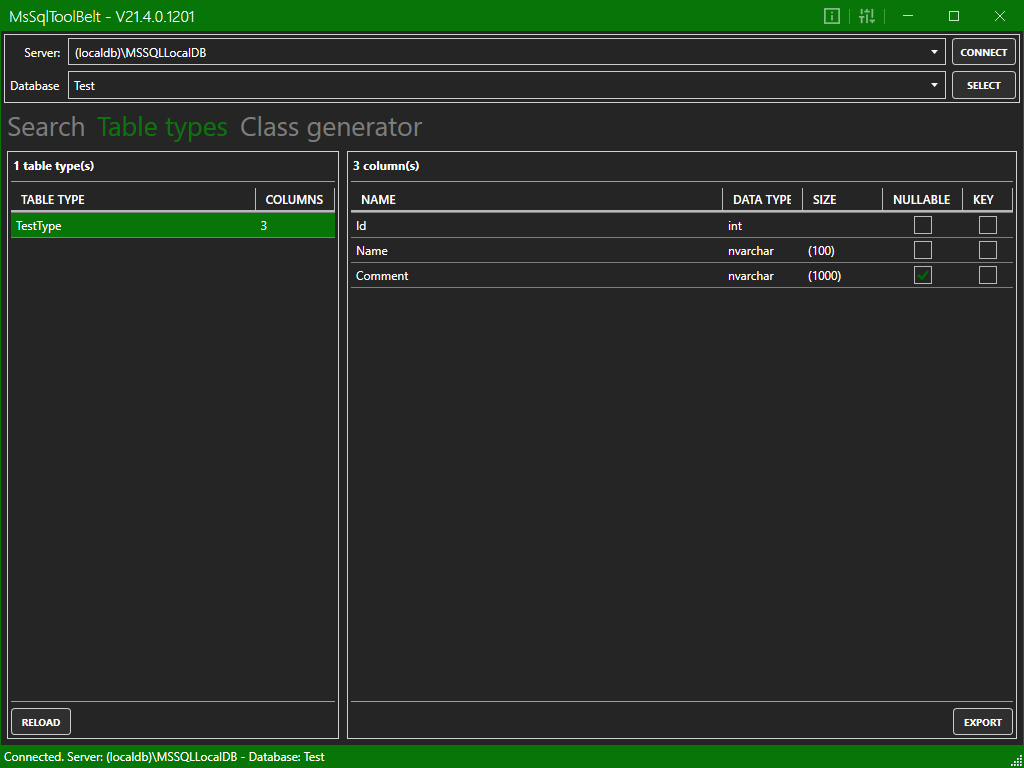 MsSqlToolBelt - V21.4.0.1201
Server: (localdb)\MSSQLLocalDB CONNECT
Database Test SELECT
Search Table types Class generator
1 table type(s)
TABLE TYPE COLUMNS
TestType 3
RELOAD
3 column(s)
NAME DATA TYPE SIZE NULLABLE KEY
Id int
Name nvarchar (100)
Comment nvarchar (1000)
EXPORT
Connected. Server: (localdb)\MSSQLLocalDB - Database: Test